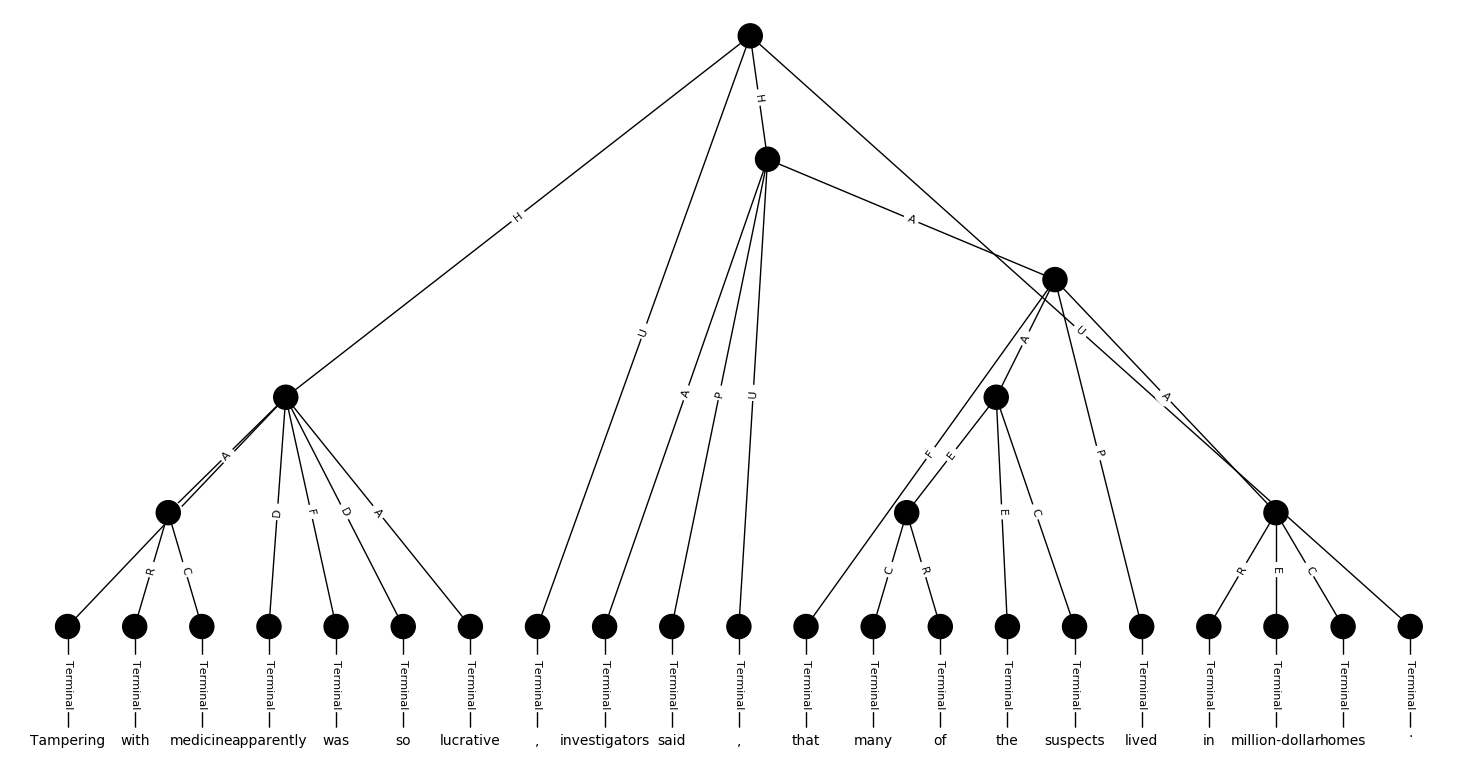 H
H
U
A
A
U
A
U
A
A
P
U
F
E
P
A
D
F
D
A
E
C
R
C
C
R
R
E
C
Terminal Terminal Terminal Terminal Terminal Terminal Terminal Terminal Terminal Terminal Terminal Terminal Terminal Terminal Terminal Terminal Terminal Terminal Terminal Terminal Terminal
Tampering with medicine apparently was so lucrative , investigators said , that many of the suspects lived in million-dollar homes .